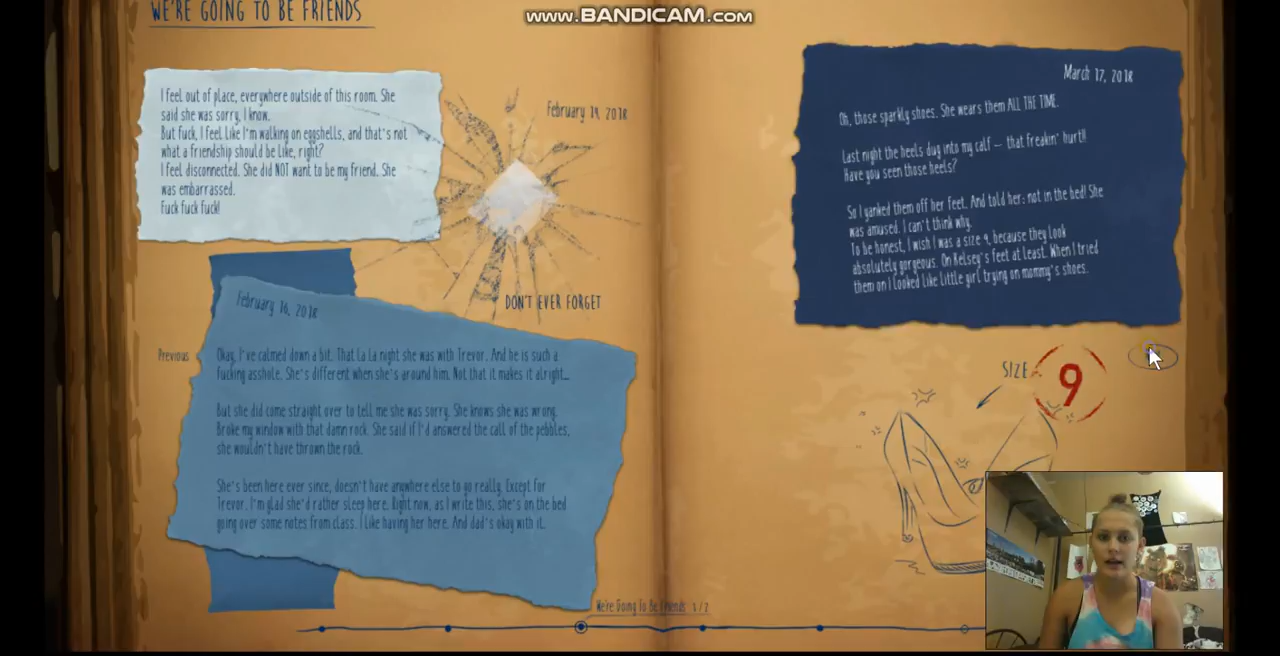 WWW.BANDICAM.COM
WE'RE GOING TO BE FRIENDS
I feel out of place, everywhere outside of this room. She
said she was sorry, I know.
But fuck, I feel like I'm walking on eggshells, and that's not
what a friendship should be like, right?
I feel disconnected. She did NOT want to be my friend. She
was embarrassed.
Fuck fuck fuck!
February 14, 2018
DON'T EVER FORGET
February 16, 2018
Previous
Okay, I've calmed down a bit. That La La night she was with Trevor. And he is such a
fucking asshole. She's different when she's around him. Not that it makes it alright...
But she did come straight over to tell me she was sorry. She knows she was wrong.
Broke my window with that damn rock. She said if I'd answered the call of the pebbles,
she wouldn't have thrown the rock.
She's been here ever since, doesn't have anywhere else to go really. Except for
Trevor. I'm glad she'd rather sleep here. Right now, as I write this, she's on the bed
going over some notes from class. I like having her here. And dad's okay with it.
March 17, 2018
Oh, those sparkly shoes. She wears them ALL THE TIME.
Last night the heels dug into my calf – that freakin' hurt!!
Have you seen those heels?
So I yanked them off her feet. And told her: not in the bed! She
was amused. I can't think why.
To be honest, I wish I was a size 9, because they look
absolutely gorgeous. On Kelsey's feet at least. When I tried
them on I looked like little girl trying on mommy's shoes.
SIZE
9
We're Going To Be Friends 1/2